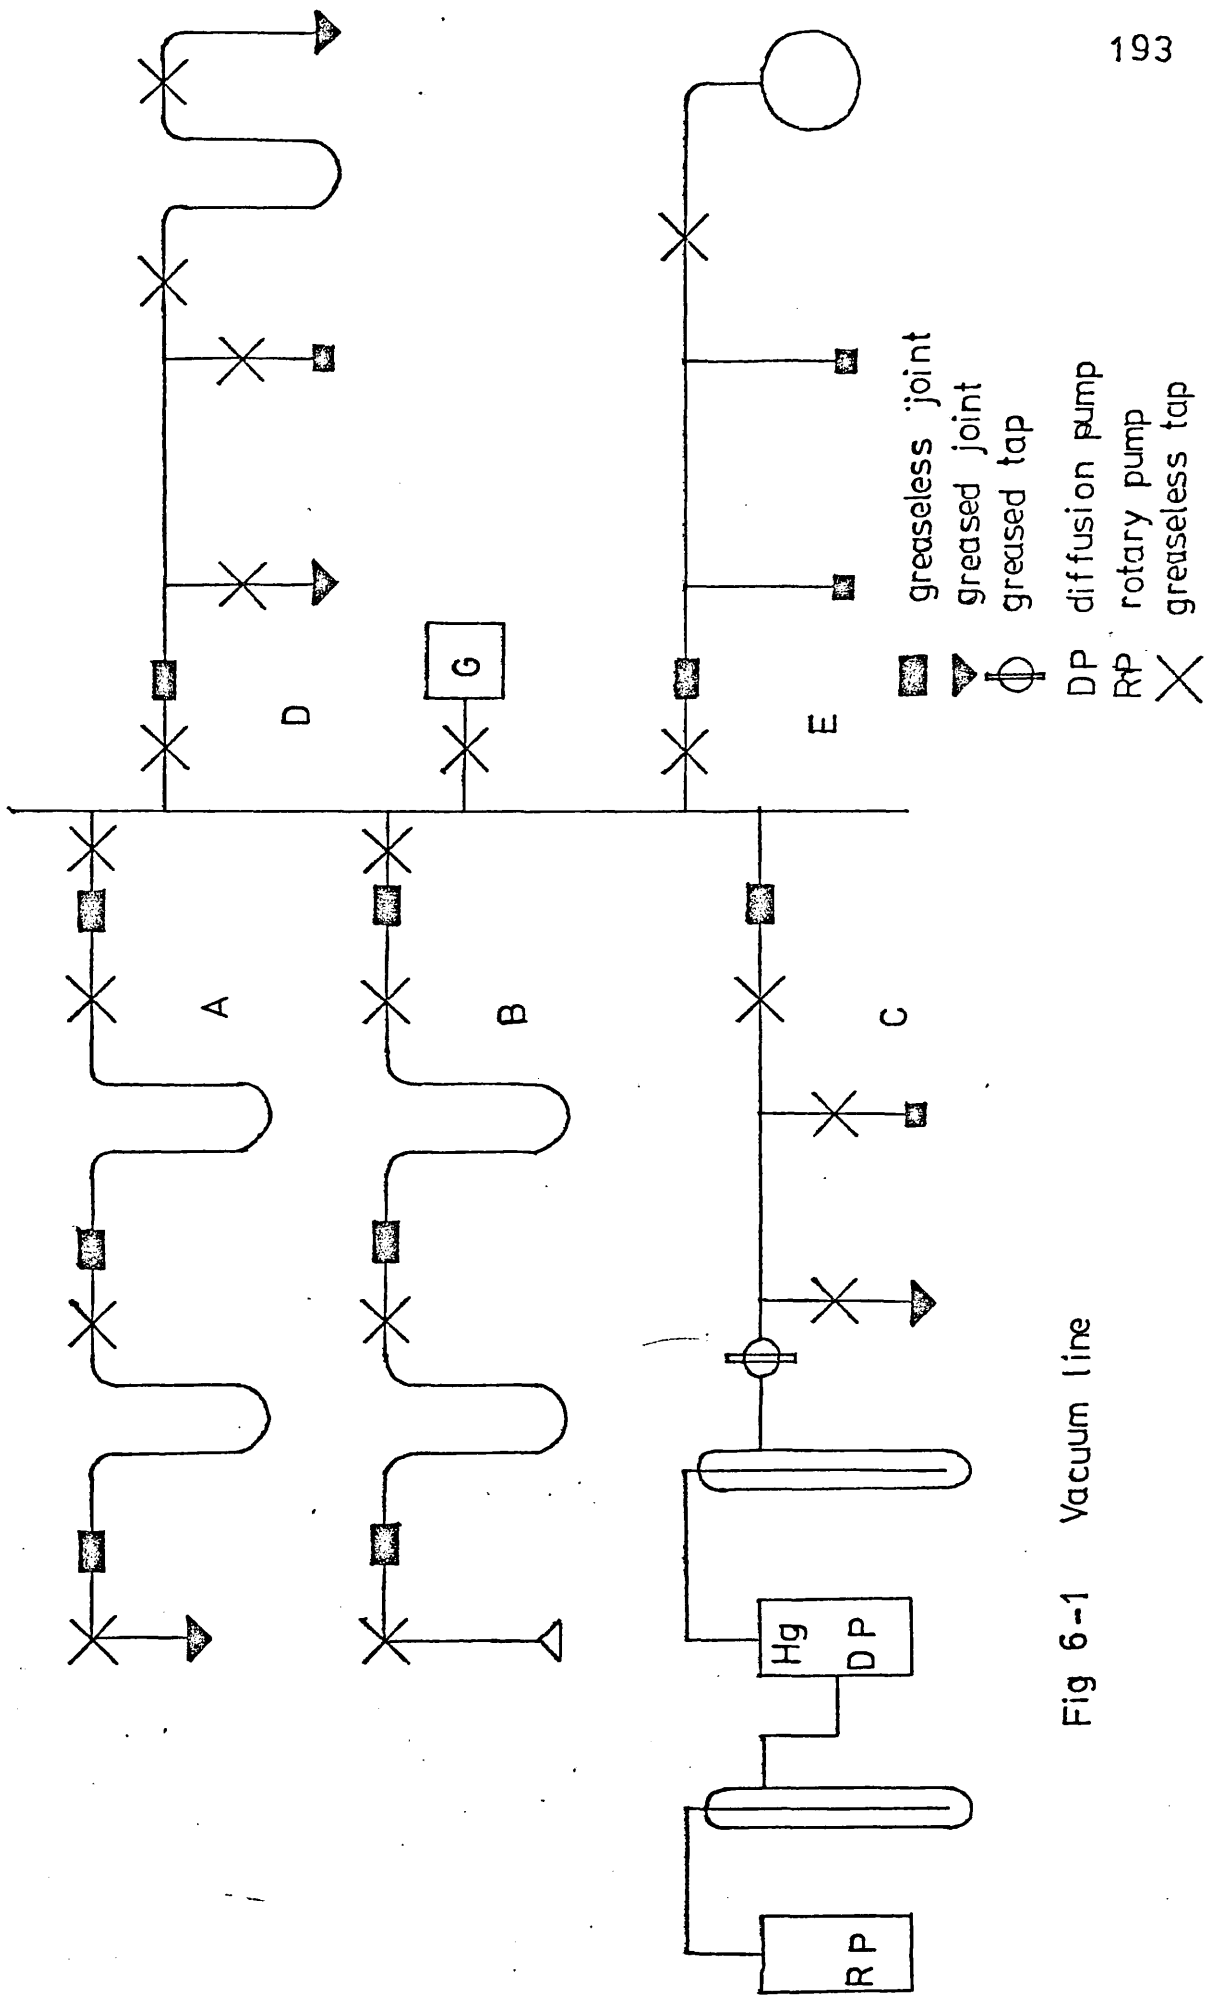 193
D
G
E
A
B
C
Hg
DP
RP
greaseless joint
greased joint
greased tap
DP diffusion pump
RP rotary pump
greaseless tap
Fig 6-1 Vacuum line